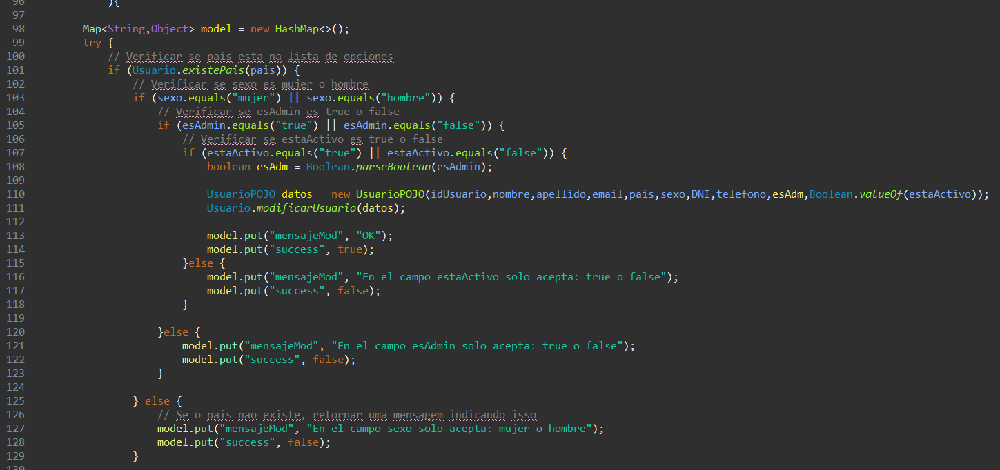 96 ){
97
98 Map<String,Object> model = new HashMap<>();
99 try {
100 // Verificar se pais esta na lista de opciones
101 if (Usuario.existePais(pais)) {
102 // Verificar se sexo es mujer o hombre
103 if (sexo.equals("mujer") || sexo.equals("hombre")) {
104 // Verificar se esAdmin es true o false
105 if (esAdmin.equals("true") || esAdmin.equals("false")) {
106 // Verificar se estaActivo es true o false
107 if (estaActivo.equals("true") || estaActivo.equals("false")) {
108 boolean esAdm = Boolean.parseBoolean(esAdmin);
109
110 UsuarioPOJO datos = new UsuarioPOJO(idUsuario,nombre,apellido,email,pais,sexo,DNI,telefono,esAdm,Boolean.valueOf(estaActivo));
111 Usuario.modificarUsuario(datos);
112
113 model.put("mensajeMod", "OK");
114 model.put("success", true);
115 }else {
116 model.put("mensajeMod", "En el campo estaActivo solo acepta: true o false");
117 model.put("success", false);
118 }
119
120 }else {
121 model.put("mensajeMod", "En el campo esAdmin solo acepta: true o false");
122 model.put("success", false);
123 }
124
125 } else {
126 // Se o pais nao existe, retornar uma mensagem indicando isso
127 model.put("mensajeMod", "En el campo sexo solo acepta: mujer o hombre");
128 model.put("success", false);
129 }
130